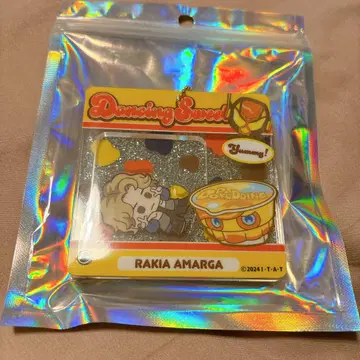 Dancing Sweet
Yummy!
RAKIA AMARGA
©2024 I・T・A・T